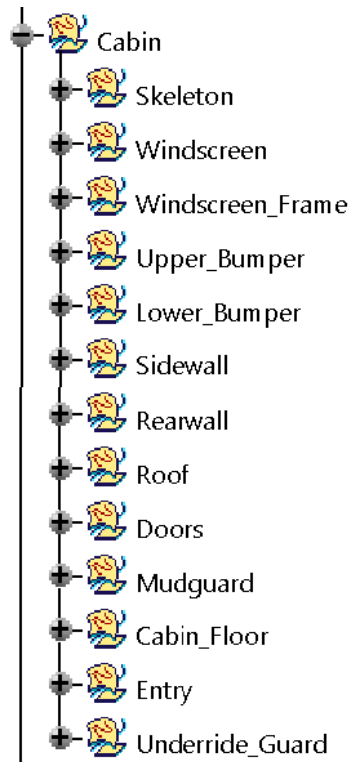 Cabin
Skeleton
Windscreen
Windscreen_Frame
Upper_Bumper
Lower_Bumper
Sidewall
Rearwall
Roof
Doors
Mudguard
Cabin_Floor
Entry
Underride_Guard